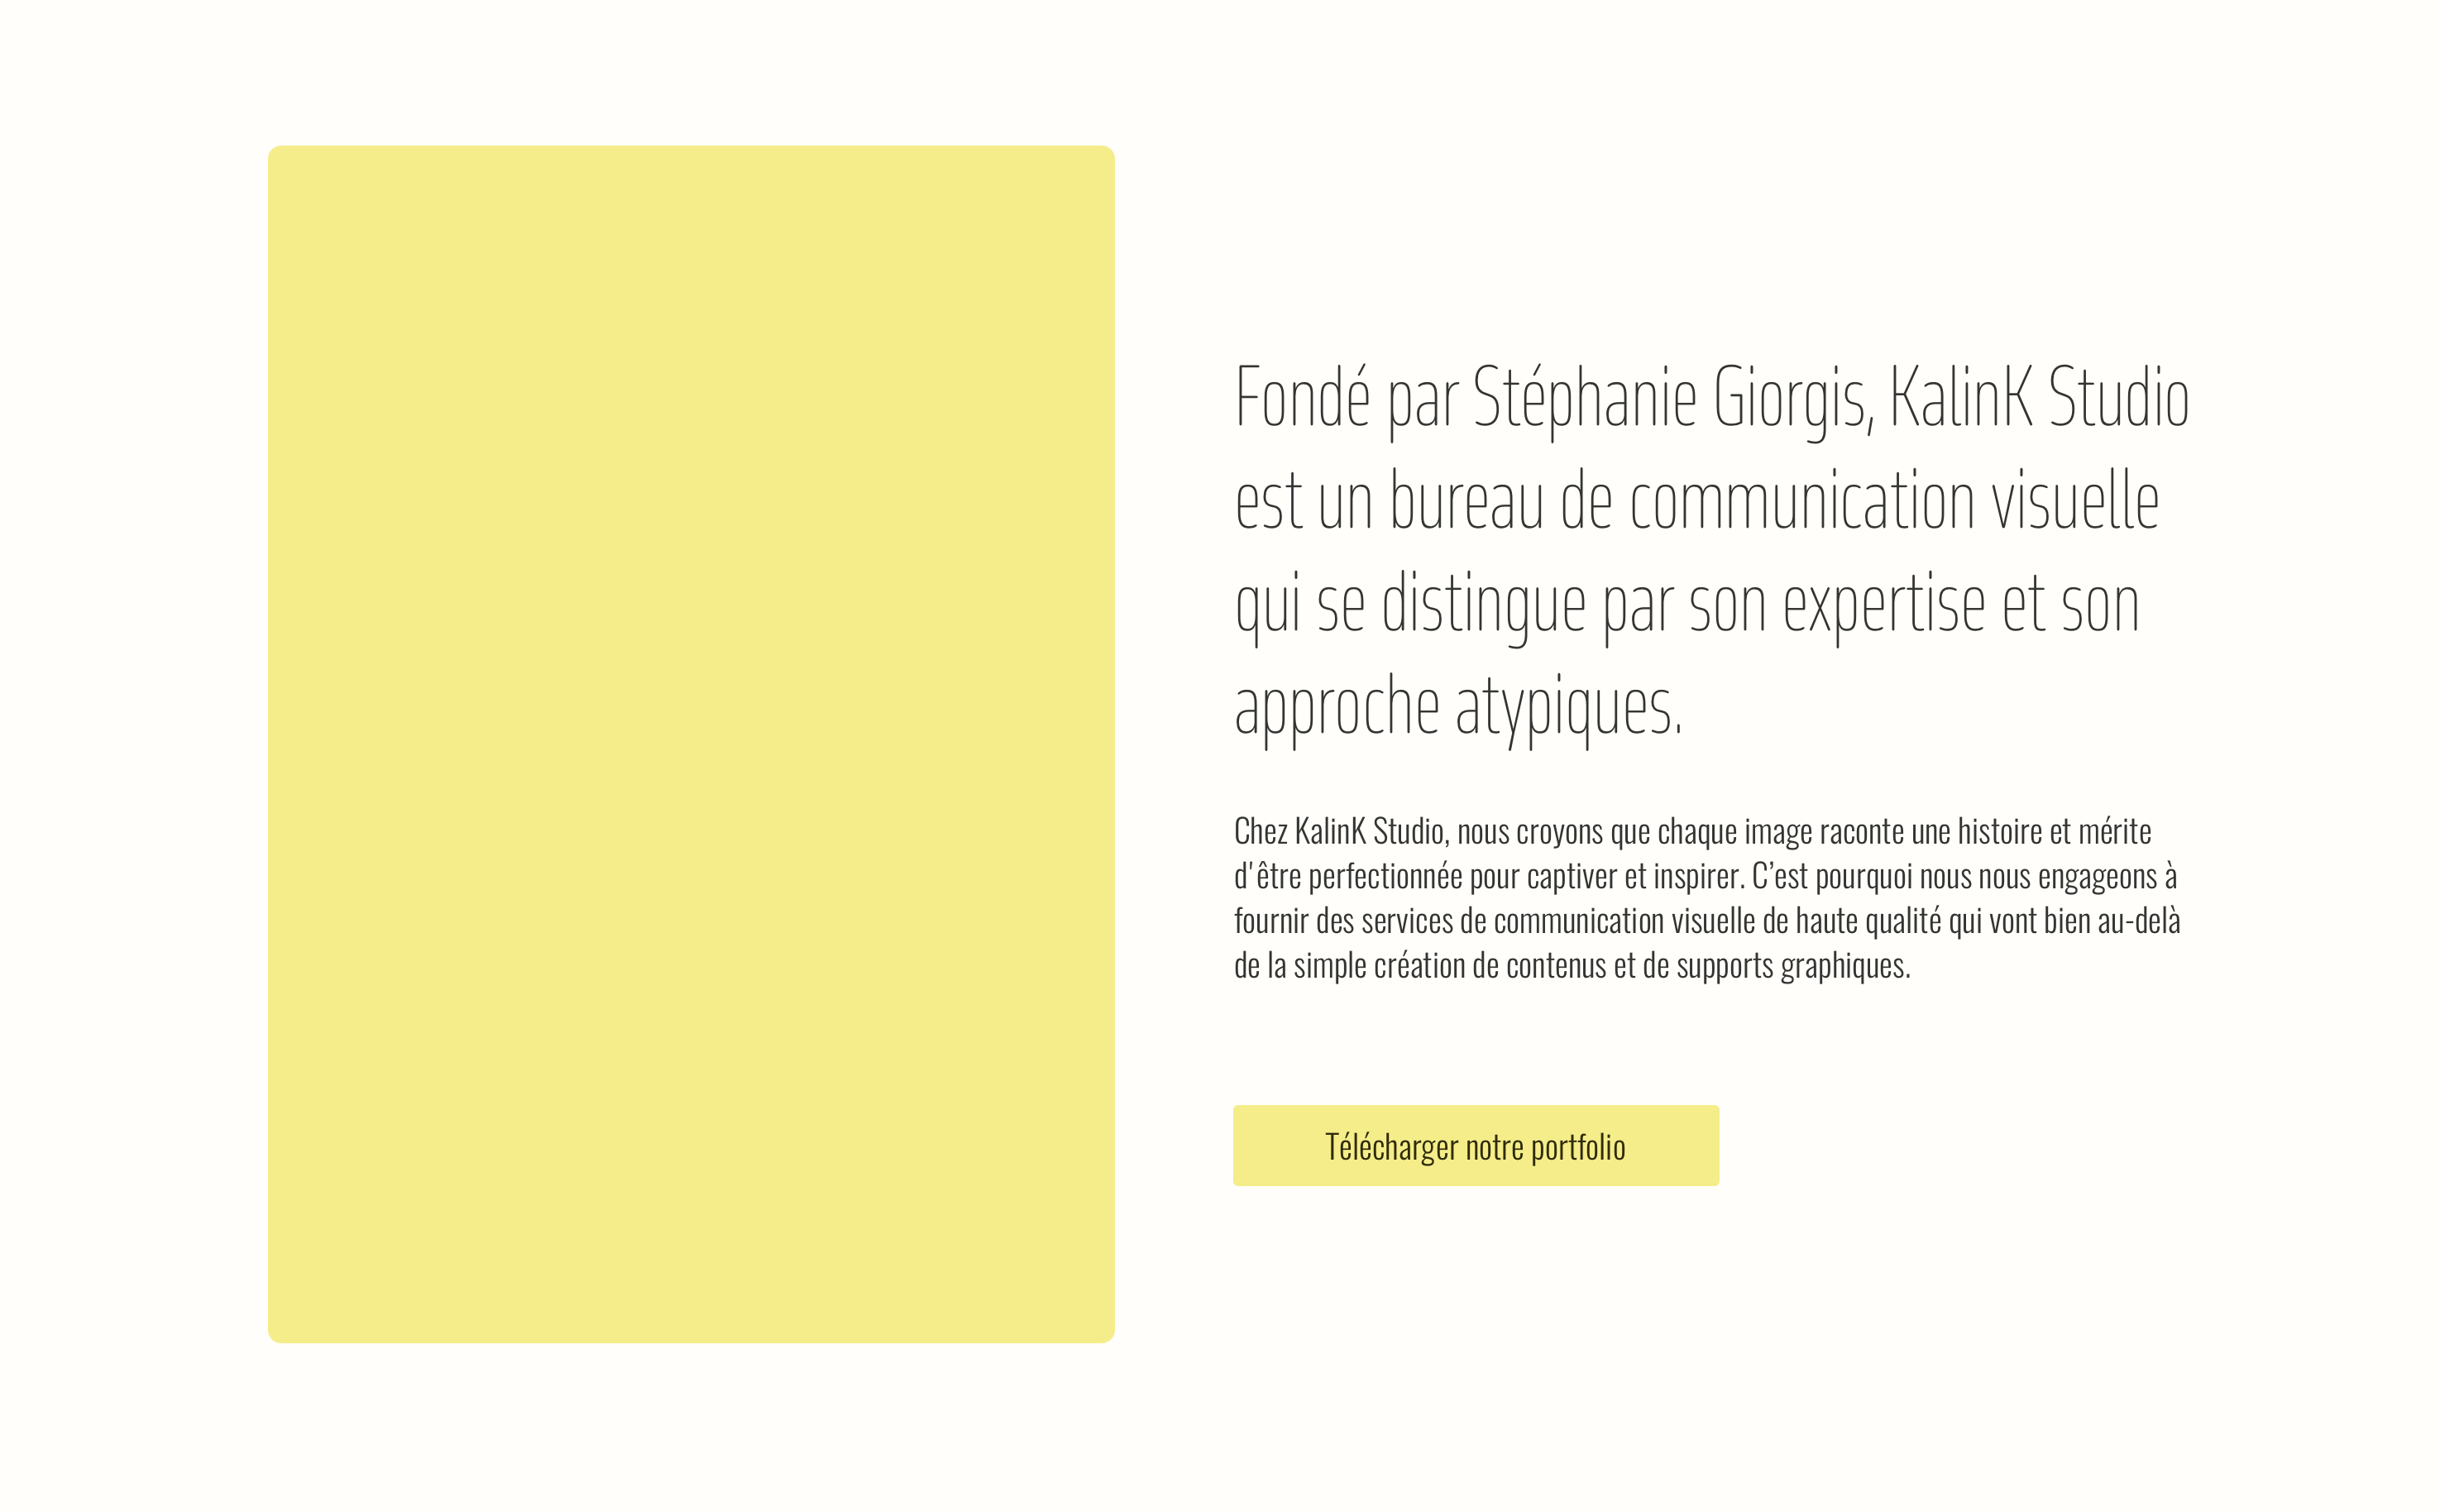 Fondé par Stéphanie Giorgis, KalinK Studio
est un bureau de communication visuelle
qui se distingue par son expertise et son
approche atypiques.
Chez KalinK Studio, nous croyons que chaque image raconte une histoire et mérite
d'être perfectionnée pour captiver et inspirer. C’est pourquoi nous nous engageons à
fournir des services de communication visuelle de haute qualité qui vont bien au-delà
de la simple création de contenus et de supports graphiques.
Télécharger notre portfolio